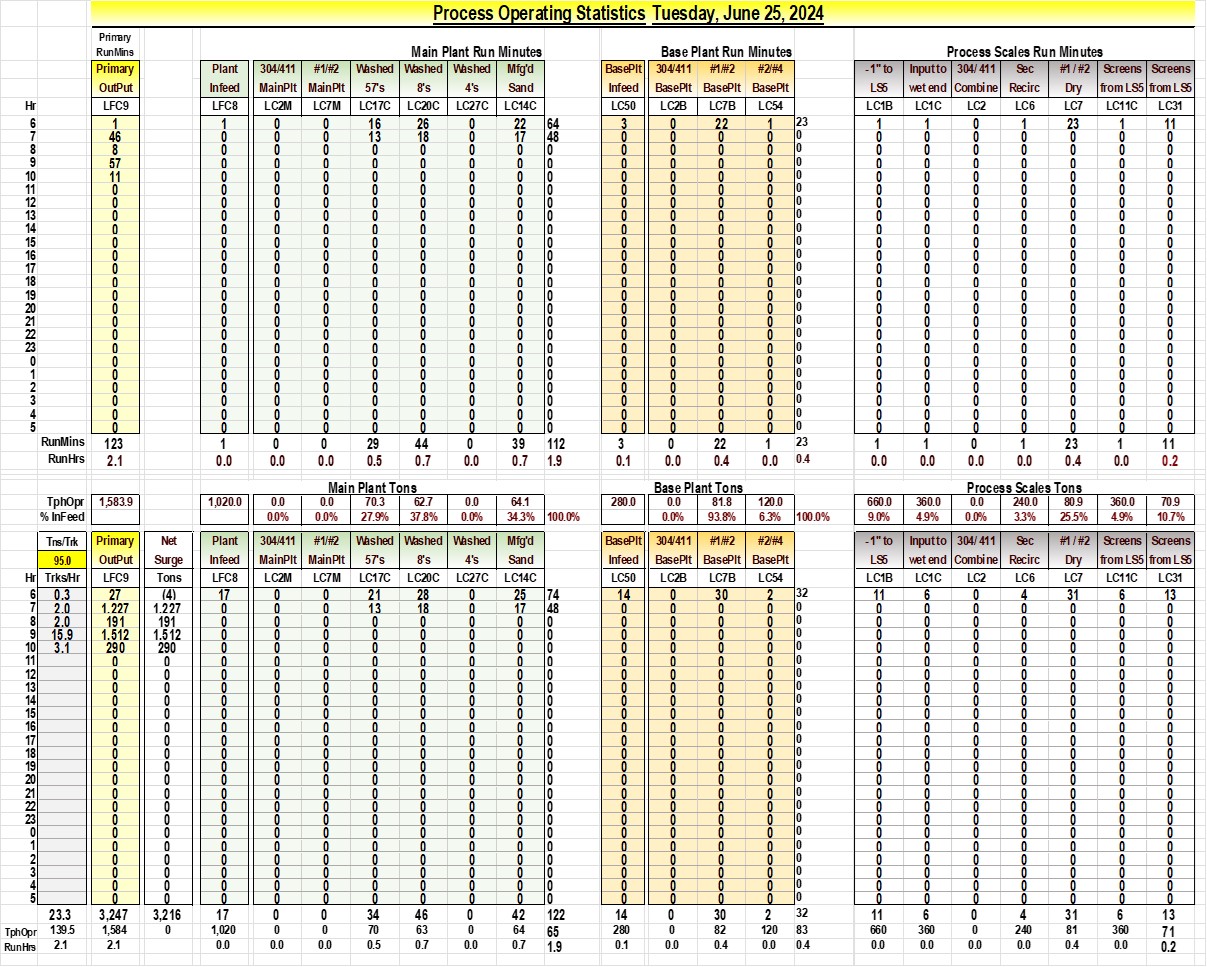 Process Operating Statistics Tuesday, June 25, 2024
Primary
RunMins Main Plant Run Minutes Base Plant Run Minutes Process Scales Run Minutes
Primary Plant 304/411 #1/#2 Washed Washed Washed Mfg'd BasePlt 304/411 #1/#2 #2/#4 -1" to Input to 304/ 411 Sec #1 / #2 Screens Screens
OutPut Infeed MainPlt MainPlt 57's 8's 4's Sand Infeed BasePlt BasePlt BasePlt LS5 wet end Combine Recirc Dry from LS5 from LS5
Hr LFC9 LFC8 LC2M LC7M LC17C LC20C LC27C LC14C LC50 LC2B LC7B LC54 LC1B LC1C LC2 LC6 LC7 LC11C LC31
6 1 1 0 0 16 26 0 22 64 3 0 22 1 23 1 1 0 1 23 1 11
7 46 0 0 0 13 18 0 17 48 0 0 0 0 0 0 0 0 0 0 0 0
8 8 0 0 0 0 0 0 0 0 0 0 0 0 0 0 0 0 0 0 0 0
9 57 0 0 0 0 0 0 0 0 0 0 0 0 0 0 0 0 0 0 0 0
10 11 0 0 0 0 0 0 0 0 0 0 0 0 0 0 0 0 0 0 0 0
11 0 0 0 0 0 0 0 0 0 0 0 0 0 0 0 0 0 0 0 0 0
12 0 0 0 0 0 0 0 0 0 0 0 0 0 0 0 0 0 0 0 0 0
13 0 0 0 0 0 0 0 0 0 0 0 0 0 0 0 0 0 0 0 0 0
14 0 0 0 0 0 0 0 0 0 0 0 0 0 0 0 0 0 0 0 0 0
15 0 0 0 0 0 0 0 0 0 0 0 0 0 0 0 0 0 0 0 0 0
16 0 0 0 0 0 0 0 0 0 0 0 0 0 0 0 0 0 0 0 0 0
17 0 0 0 0 0 0 0 0 0 0 0 0 0 0 0 0 0 0 0 0 0
18 0 0 0 0 0 0 0 0 0 0 0 0 0 0 0 0 0 0 0 0 0
19 0 0 0 0 0 0 0 0 0 0 0 0 0 0 0 0 0 0 0 0 0
20 0 0 0 0 0 0 0 0 0 0 0 0 0 0 0 0 0 0 0 0 0
21 0 0 0 0 0 0 0 0 0 0 0 0 0 0 0 0 0 0 0 0 0
22 0 0 0 0 0 0 0 0 0 0 0 0 0 0 0 0 0 0 0 0 0
23 0 0 0 0 0 0 0 0 0 0 0 0 0 0 0 0 0 0 0 0 0
0 0 0 0 0 0 0 0 0 0 0 0 0 0 0 0 0 0 0 0 0 0
1 0 0 0 0 0 0 0 0 0 0 0 0 0 0 0 0 0 0 0 0 0
2 0 0 0 0 0 0 0 0 0 0 0 0 0 0 0 0 0 0 0 0 0
3 0 0 0 0 0 0 0 0 0 0 0 0 0 0 0 0 0 0 0 0 0
4 0 0 0 0 0 0 0 0 0 0 0 0 0 0 0 0 0 0 0 0 0
5 0 0 0 0 0 0 0 0 0 0 0 0 0 0 0 0 0 0 0 0 0
RunMins 123 1 0 0 29 44 0 39 112 3 0 22 1 23 1 1 0 1 23 1 11
RunHrs 2.1 0.0 0.0 0.0 0.5 0.7 0.0 0.7 1.9 0.1 0.0 0.4 0.0 0.4 0.0 0.0 0.0 0.0 0.4 0.0 0.2
Main Plant Tons Base Plant Tons Process Scales Tons
TphOpr 1,583.9 1,020.0 0.0 0.0 70.3 62.7 0.0 64.1 280.0 0.0 81.8 120.0 660.0 360.0 0.0 240.0 80.9 360.0 70.9
% InFeed 0.0% 0.0% 27.9% 37.8% 0.0% 34.3% 100.0% 0.0% 93.8% 6.3% 100.0% 9.0% 4.9% 0.0% 3.3% 25.5% 4.9% 10.7%
Tns/Trk Primary Net Plant 304/411 #1/#2 Washed Washed Washed Mfg'd BasePlt 304/411 #1/#2 #2/#4 -1" to Input to 304/ 411 Sec #1 / #2 Screens Screens
95.0 OutPut Surge Infeed MainPlt MainPlt 57's 8's 4's Sand Infeed BasePlt BasePlt BasePlt LS5 wet end Combine Recirc Dry from LS5 from LS5
Hr Trks/Hr LFC9 Tons LFC8 LC2M LC7M LC17C LC20C LC27C LC14C LC50 LC2B LC7B LC54 LC1B LC1C LC2 LC6 LC7 LC11C LC31
6 0.3 27 (4) 17 0 0 21 28 0 25 74 14 0 30 2 32 11 6 0 4 31 6 13
7 2.0 1,227 1,227 0 0 0 13 18 0 17 48 0 0 0 0 0 0 0 0 0 0 0 0
8 2.0 191 191 0 0 0 0 0 0 0 0 0 0 0 0 0 0 0 0 0 0 0 0
9 15.9 1,512 1,512 0 0 0 0 0 0 0 0 0 0 0 0 0 0 0 0 0 0 0 0
10 3.1 290 290 0 0 0 0 0 0 0 0 0 0 0 0 0 0 0 0 0 0 0 0
11 0 0 0 0 0 0 0 0 0 0 0 0 0 0 0 0 0 0 0 0 0 0
12 0 0 0 0 0 0 0 0 0 0 0 0 0 0 0 0 0 0 0 0 0 0
13 0 0 0 0 0 0 0 0 0 0 0 0 0 0 0 0 0 0 0 0 0 0
14 0 0 0 0 0 0 0 0 0 0 0 0 0 0 0 0 0 0 0 0 0 0
15 0 0 0 0 0 0 0 0 0 0 0 0 0 0 0 0 0 0 0 0 0 0
16 0 0 0 0 0 0 0 0 0 0 0 0 0 0 0 0 0 0 0 0 0 0
17 0 0 0 0 0 0 0 0 0 0 0 0 0 0 0 0 0 0 0 0 0 0
18 0 0 0 0 0 0 0 0 0 0 0 0 0 0 0 0 0 0 0 0 0 0
19 0 0 0 0 0 0 0 0 0 0 0 0 0 0 0 0 0 0 0 0 0 0
20 0 0 0 0 0 0 0 0 0 0 0 0 0 0 0 0 0 0 0 0 0 0
21 0 0 0 0 0 0 0 0 0 0 0 0 0 0 0 0 0 0 0 0 0 0
22 0 0 0 0 0 0 0 0 0 0 0 0 0 0 0 0 0 0 0 0 0 0
23 0 0 0 0 0 0 0 0 0 0 0 0 0 0 0 0 0 0 0 0 0 0
0 0 0 0 0 0 0 0 0 0 0 0 0 0 0 0 0 0 0 0 0 0 0
1 0 0 0 0 0 0 0 0 0 0 0 0 0 0 0 0 0 0 0 0 0 0
2 0 0 0 0 0 0 0 0 0 0 0 0 0 0 0 0 0 0 0 0 0 0
3 0 0 0 0 0 0 0 0 0 0 0 0 0 0 0 0 0 0 0 0 0 0
4 0 0 0 0 0 0 0 0 0 0 0 0 0 0 0 0 0 0 0 0 0 0
5 0 0 0 0 0 0 0 0 0 0 0 0 0 0 0 0 0 0 0 0 0 0
23.3 3,247 3,216 17 0 0 34 46 0 42 122 14 0 30 2 32 11 6 0 4 31 6 13
TphOpr 139.5 1,584 0 1,020 0 0 70 63 0 64 65 280 0 82 120 83 660 360 0 240 81 360 71
RunHrs 2.1 2.1 0.0 0.0 0.0 0.5 0.7 0.0 0.7 1.9 0.1 0.0 0.4 0.0 0.4 0.0 0.0 0.0 0.0 0.4 0.0 0.2